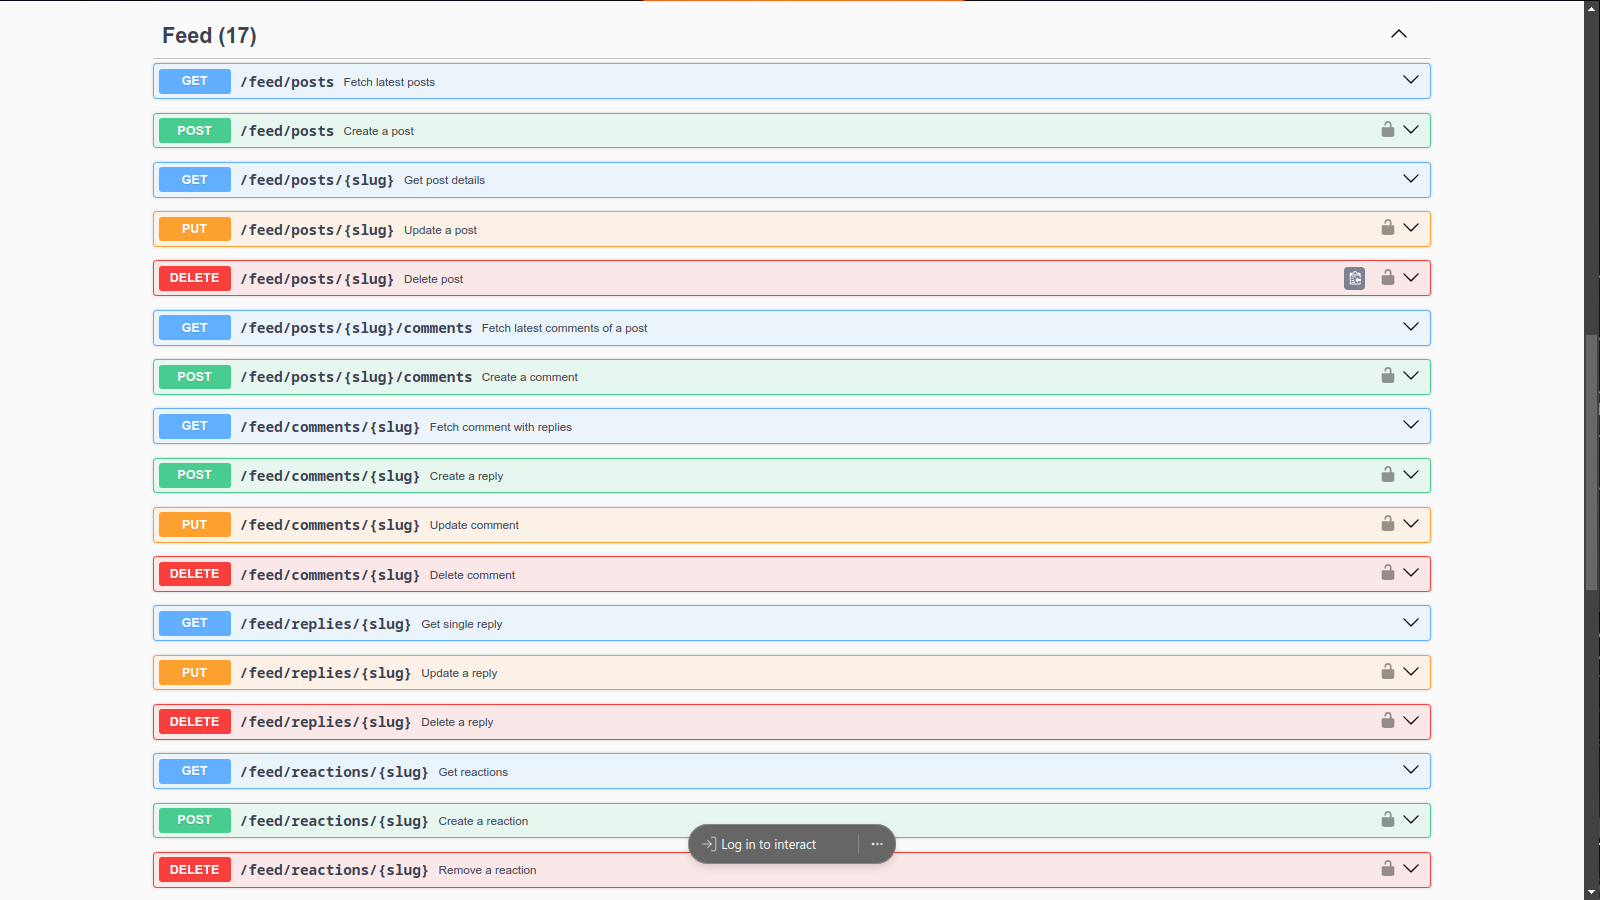 Feed (17)
GET /feed/posts Fetch latest posts
POST /feed/posts Create a post
GET /feed/posts/{slug} Get post details
PUT /feed/posts/{slug} Update a post
DELETE /feed/posts/{slug} Delete post
GET /feed/posts/{slug}/comments Fetch latest comments of a post
POST /feed/posts/{slug}/comments Create a comment
GET /feed/comments/{slug} Fetch comment with replies
POST /feed/comments/{slug} Create a reply
PUT /feed/comments/{slug} Update comment
DELETE /feed/comments/{slug} Delete comment
GET /feed/replies/{slug} Get single reply
PUT /feed/replies/{slug} Update a reply
DELETE /feed/replies/{slug} Delete a reply
GET /feed/reactions/{slug} Get reactions
POST /feed/reactions/{slug} Create a reaction
Log in to interact
DELETE /feed/reactions/{slug} Remove a reaction